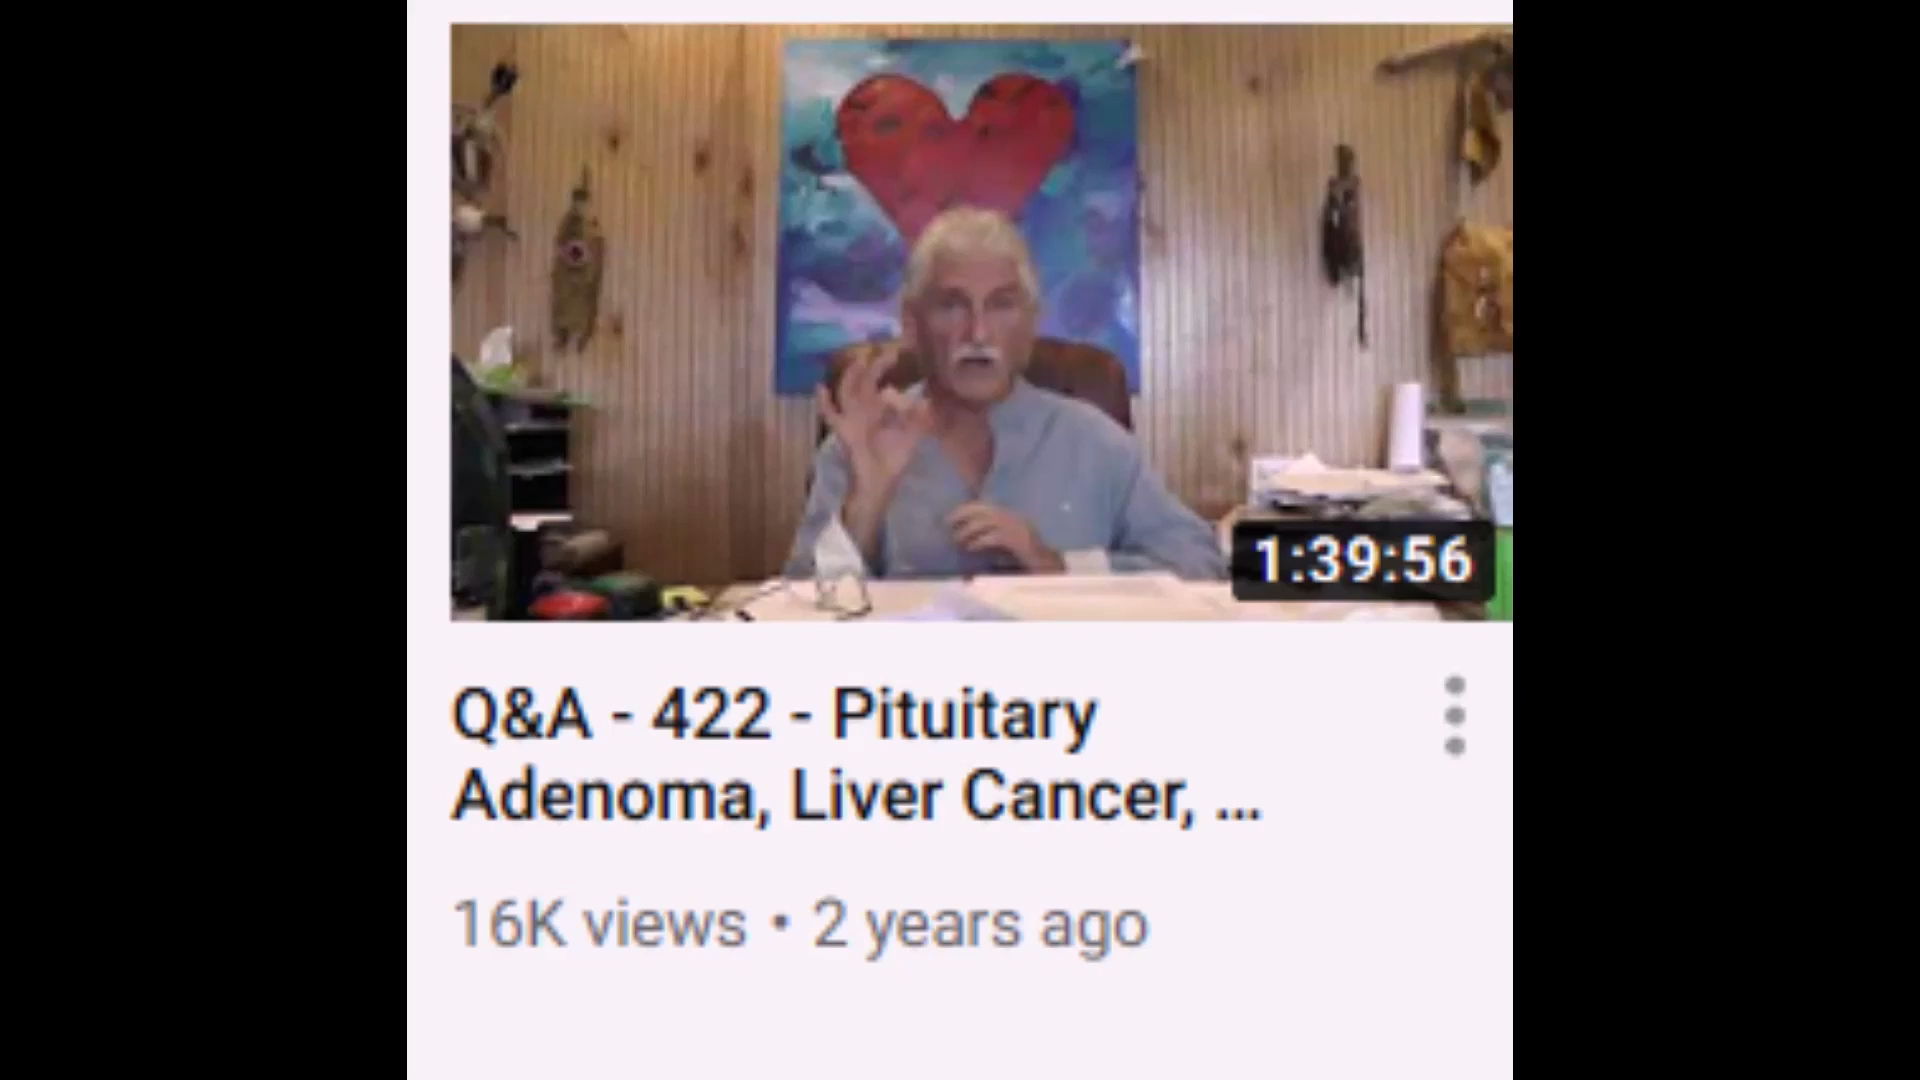 1:39:56
Q&A - 422 - Pituitary
Adenoma, Liver Cancer, ...
16K views • 2 years ago